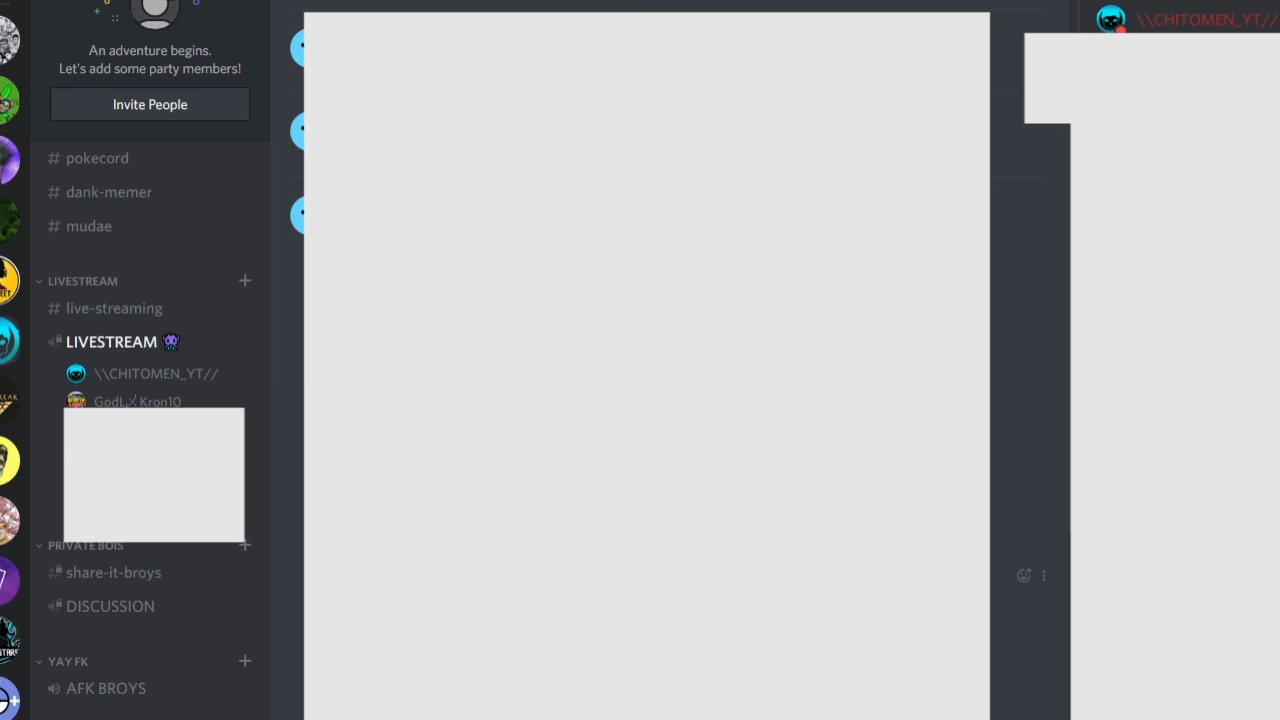 An adventure begins.
Let's add some party members!
Invite People
# pokecord
# dank-memer
# mudae
LIVESTREAM
# live-streaming
LIVESTREAM
\\CHITOMEN_YT//
Kron10
PRIVATE BOIS
share-it-broys
DISCUSSION
YAY FK
AFK BROYS
\\CHITOMEN_YT//